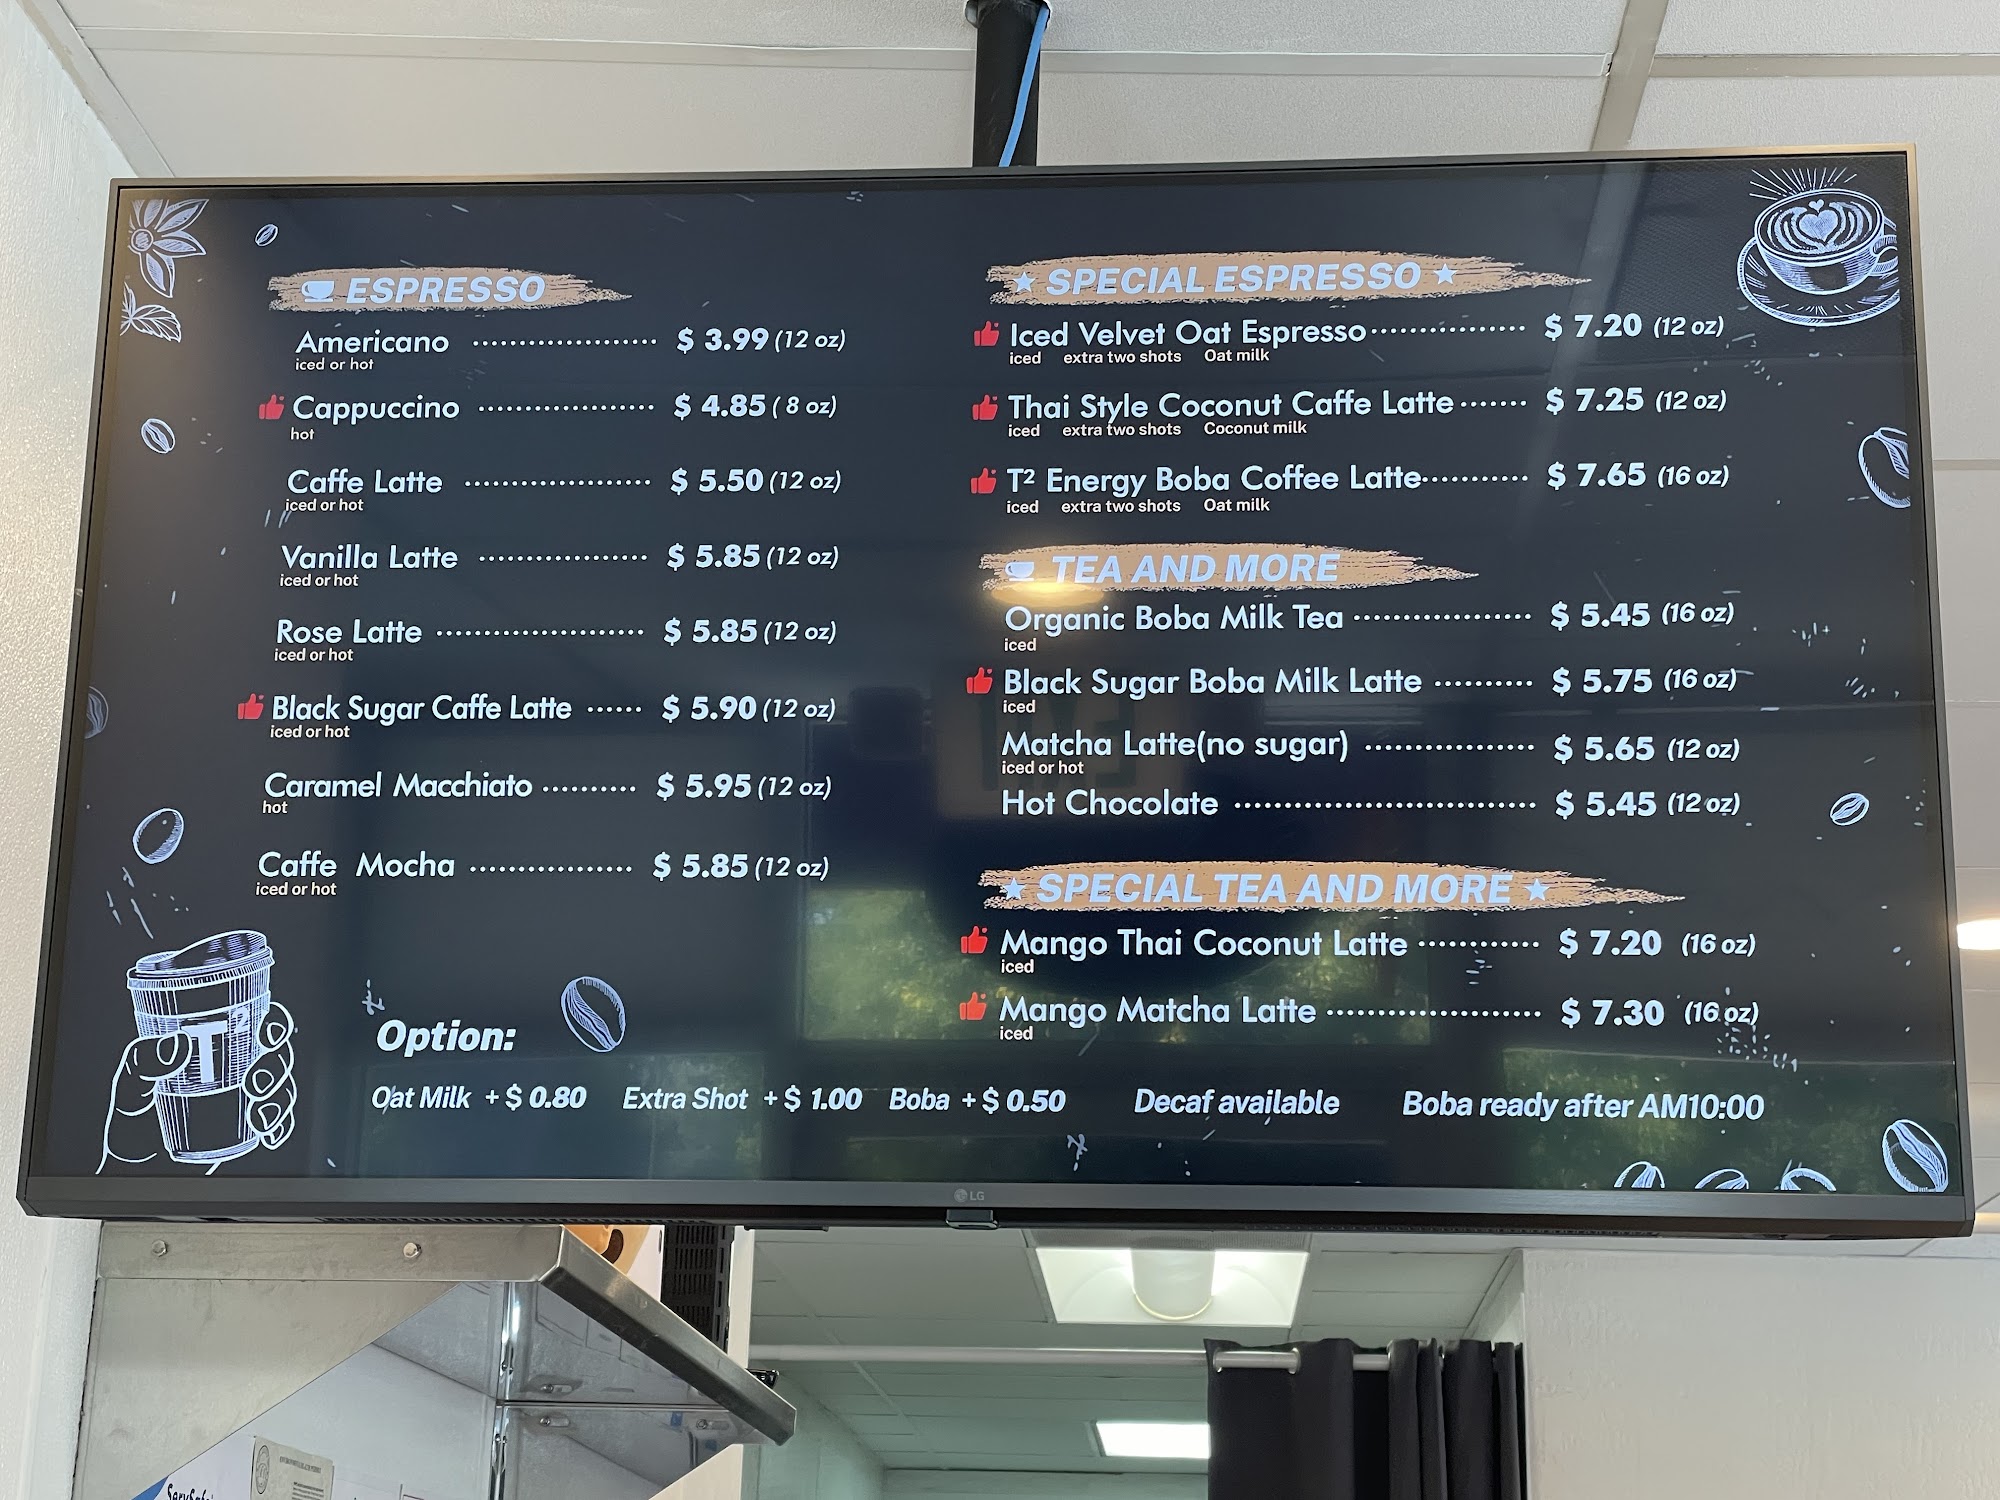 ESPRESSO
Americano ···················· $ 3.99 (12 oz)
iced or hot
Cappuccino ··················· $ 4.85 ( 8 oz)
hot
Caffe Latte ····················· $ 5.50 (12 oz)
iced or hot
Vanilla Latte ··················· $ 5.85 (12 oz)
iced or hot
Rose Latte ······················· $ 5.85 (12 oz)
iced or hot
Black Sugar Caffe Latte ······ $ 5.90 (12 oz)
iced or hot
Caramel Macchiato ·········· $ 5.95 (12 oz)
hot
Caffe Mocha ·················· $ 5.85 (12 oz)
iced or hot
SPECIAL ESPRESSO
Iced Velvet Oat Espresso ················· $ 7.20 (12 oz)
iced extra two shots Oat milk
Thai Style Coconut Caffe Latte ······· $ 7.25 (12 oz)
iced extra two shots Coconut milk
T² Energy Boba Coffee Latte ··········· $ 7.65 (16 oz)
iced extra two shots Oat milk
TEA AND MORE
Organic Boba Milk Tea ··················· $ 5.45 (16 oz)
iced
Black Sugar Boba Milk Latte ·········· $ 5.75 (16 oz)
iced
Matcha Latte(no sugar) ·················· $ 5.65 (12 oz)
iced or hot
Hot Chocolate ································ $ 5.45 (12 oz)
SPECIAL TEA AND MORE
Mango Thai Coconut Latte ············· $ 7.20 (16 oz)
iced
Mango Matcha Latte ······················· $ 7.30 (16 oz)
iced
T²
Option:
Oat Milk + $ 0.80 Extra Shot + $ 1.00 Boba + $ 0.50 Decaf available Boba ready after AM10:00
LG